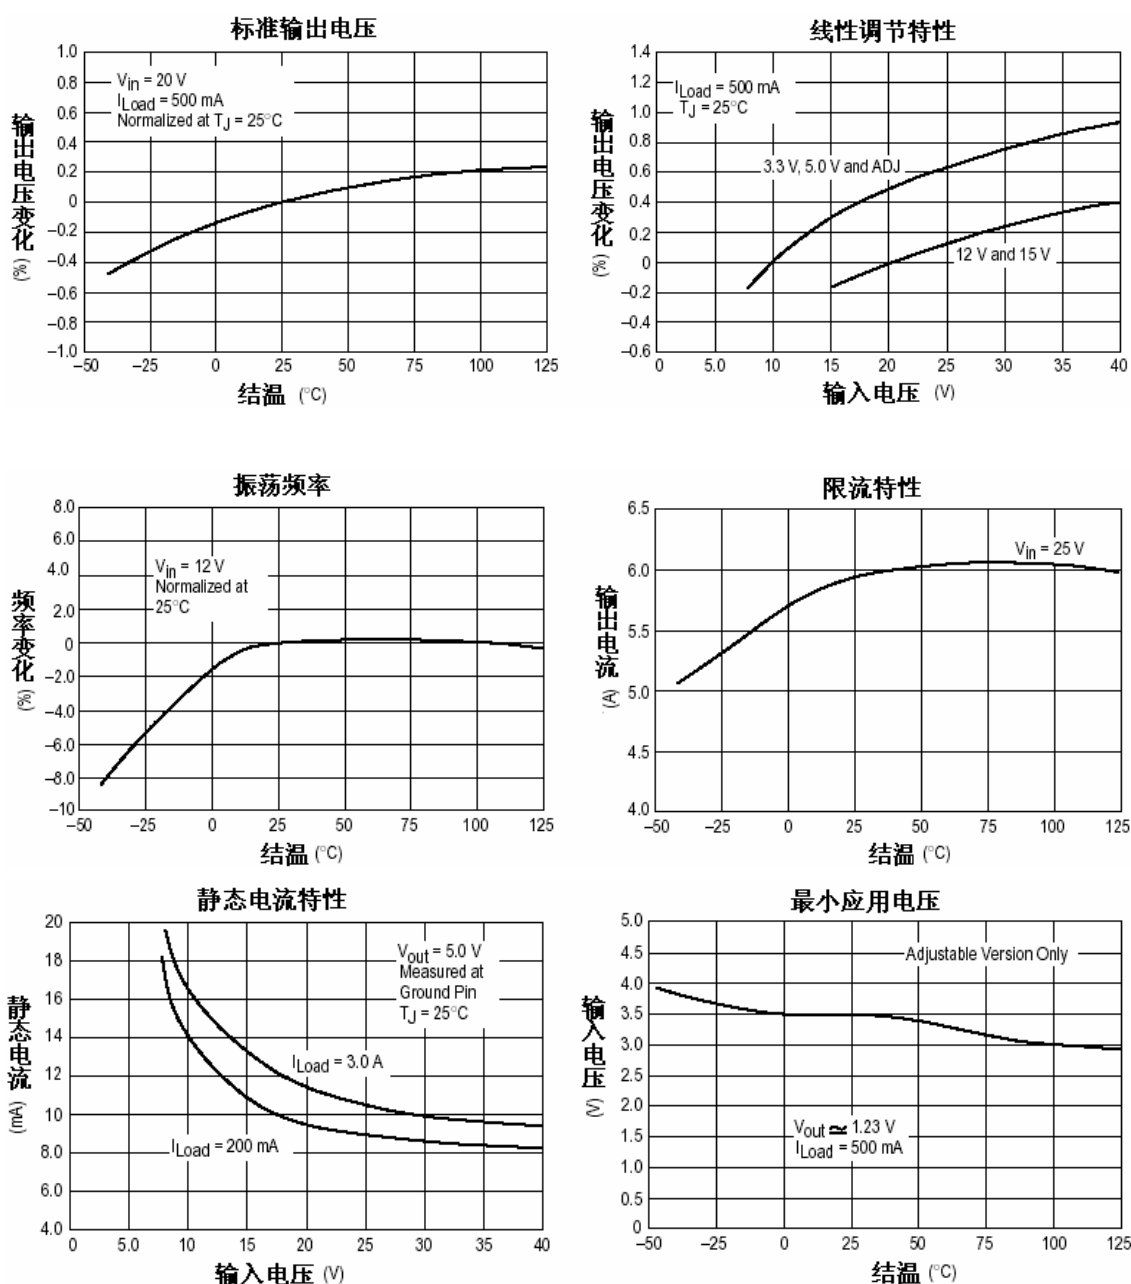 标准输出电压
1.0
0.8
0.6
0.4
0.2
0
–0.2
–0.4
–0.6
–0.8
–1.0
输出电压变化
(%)
Vin = 20 V
ILoad = 500 mA
Normalized at TJ = 25°C
–50
–25
0
25
50
75
100
125
结温 (°C)
线性调节特性
1.4
1.2
1.0
0.8
0.6
0.4
0.2
0
–0.2
–0.4
–0.6
输出电压变化
(%)
ILoad = 500 mA
TJ = 25°C
3.3 V, 5.0 V and ADJ
12 V and 15 V
0
5.0
10
15
20
25
30
35
40
输入电压 (V)
振荡频率
8.0
6.0
4.0
2.0
0
–2.0
–4.0
–6.0
–8.0
–10
频率变化
(%)
Vin = 12 V
Normalized at
25°C
–50
–25
0
25
50
75
100
125
结温 (°C)
限流特性
6.5
6.0
5.5
5.0
4.5
4.0
输出电流
(A)
Vin = 25 V
–50
–25
0
25
50
75
100
125
结温 (°C)
静态电流特性
20
18
16
14
12
10
8.0
6.0
4.0
静态电流
(mA)
Vout = 5.0 V
Measured at
Ground Pin
TJ = 25°C
ILoad = 3.0 A
ILoad = 200 mA
0
5.0
10
15
20
25
30
35
40
输入电压 (V)
最小应用电压
5.0
4.5
4.0
3.5
3.0
2.5
2.0
1.5
1.0
0.5
0
输入电压
(V)
Adjustable Version Only
Vout ≃ 1.23 V
ILoad = 500 mA
–50
–25
0
25
50
75
100
125
结温 (°C)